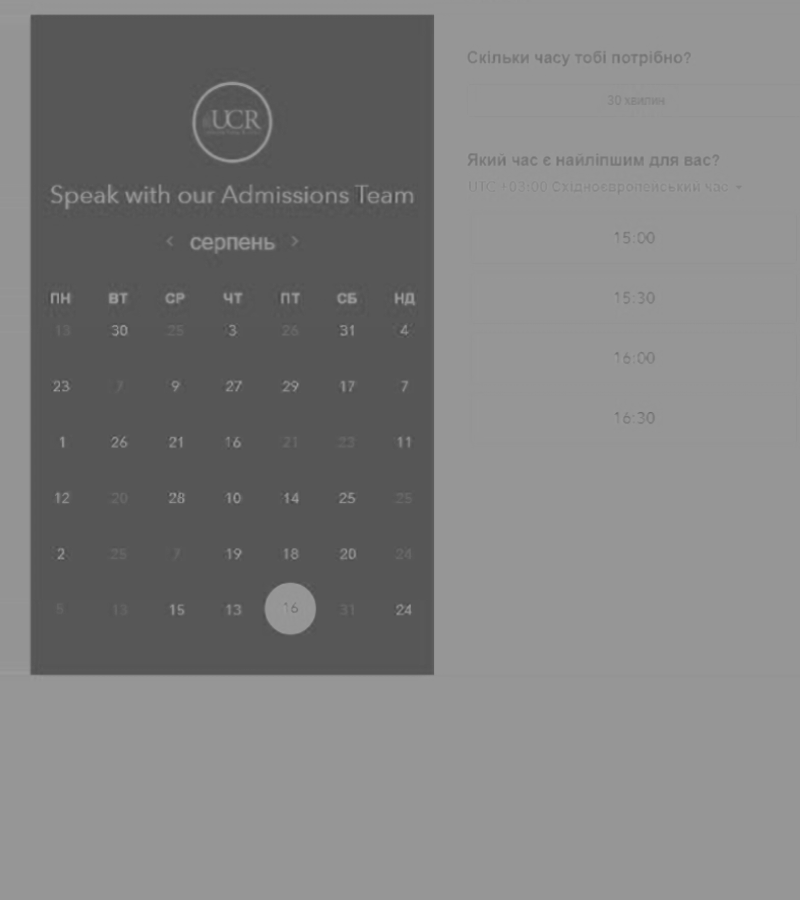 UCR
Speak with our Admissions Team
< серпень >
ПН ВТ СР ЧТ ПТ СБ НД
13 30 25 3 26 31 4
23 7 9 27 29 17 7
1 26 21 16 21 23 11
12 20 28 10 14 25 25
2 25 7 19 18 20 24
5 13 15 13 16 31 24
Скільки часу тобі потрібно?
30 хвилин
Який час є найліпшим для вас?
UTC +03:00 Східноєвропейський час
15:00
15:30
16:00
16:30